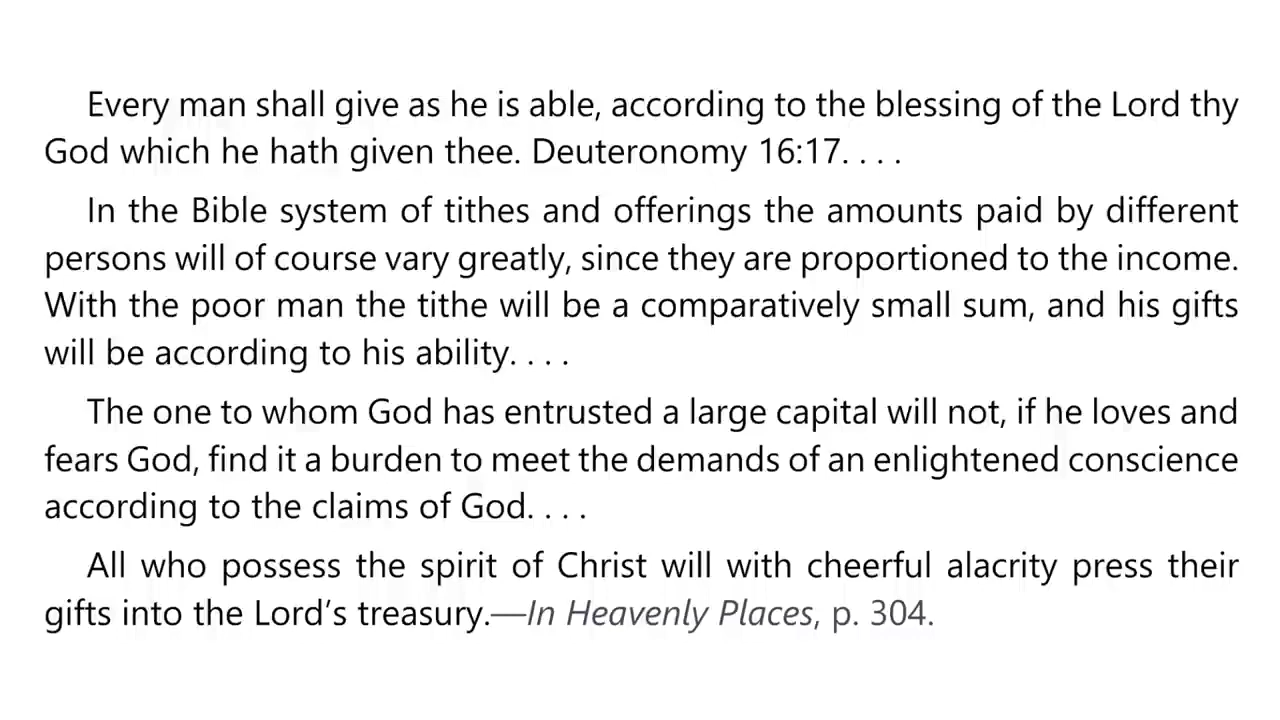 Every man shall give as he is able, according to the blessing of the Lord thy
God which he hath given thee. Deuteronomy 16:17. . . .
In the Bible system of tithes and offerings the amounts paid by different
persons will of course vary greatly, since they are proportioned to the income.
With the poor man the tithe will be a comparatively small sum, and his gifts
will be according to his ability. . . .
The one to whom God has entrusted a large capital will not, if he loves and
fears God, find it a burden to meet the demands of an enlightened conscience
according to the claims of God. . . .
All who possess the spirit of Christ will with cheerful alacrity press their
gifts into the Lord’s treasury.—In Heavenly Places, p. 304.